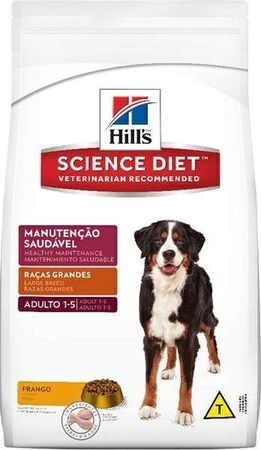 Hill's
SCIENCE DIET™
VETERINARIAN RECOMMENDED
MANUTENÇÃO
SAUDÁVEL
HEALTHY MAINTENANCE
MANTENIMIENTO SALUDABLE
RAÇAS GRANDES
LARGE BREED
RAZAS GRANDES
ADULTO 1-5 ADULT 1-5
ADULTO 1-5
FRANGO
T